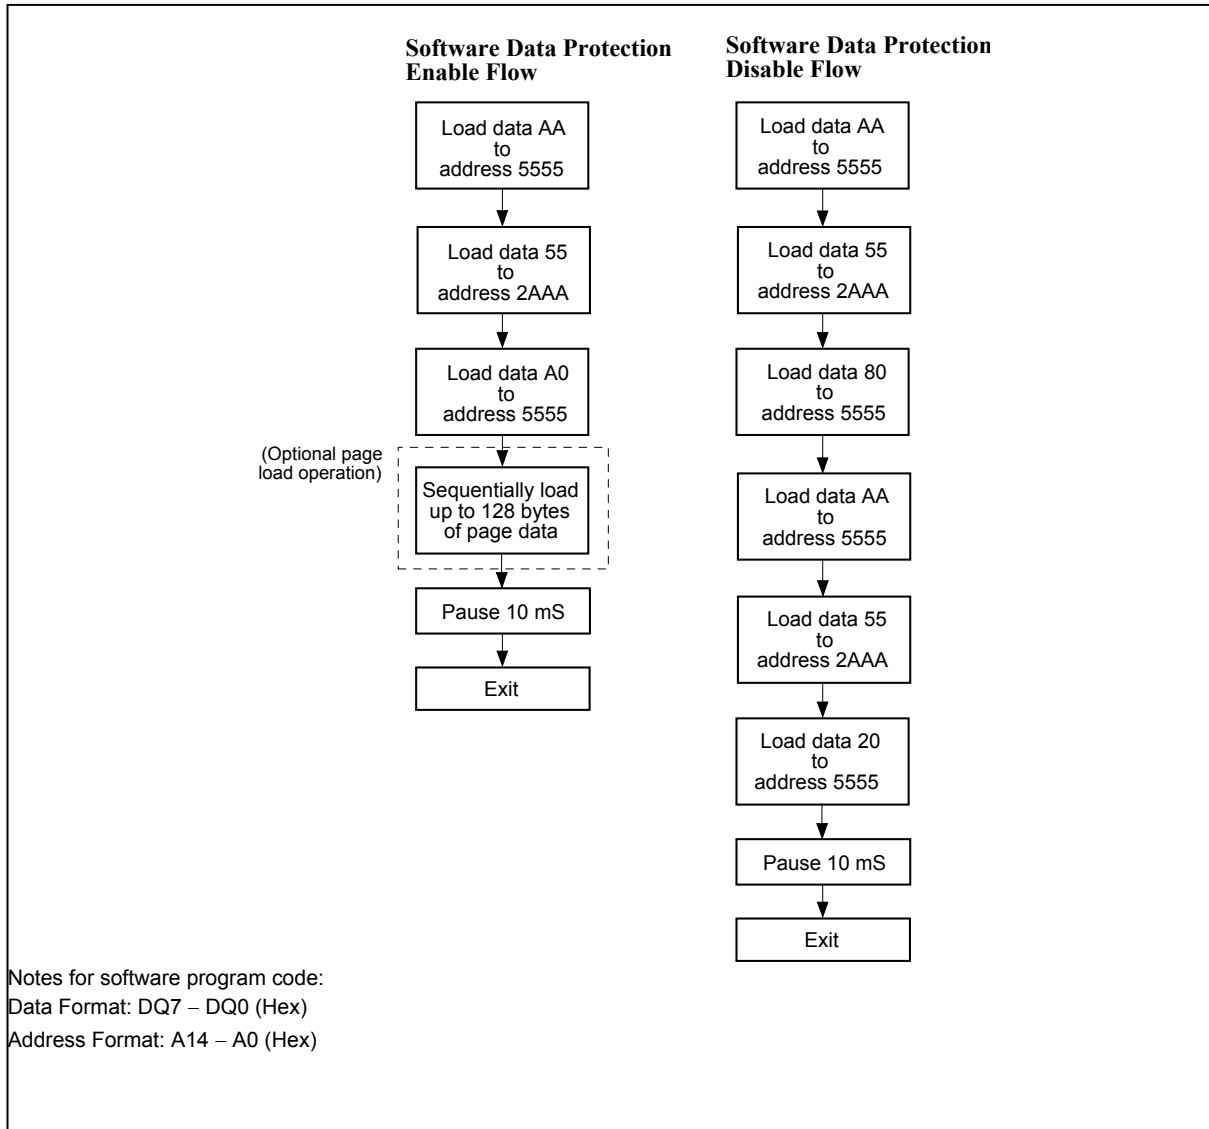 Software Data Protection
Enable Flow
Load data AA
to
address 5555
Load data 55
to
address 2AAA
Load data A0
to
address 5555
(Optional page
load operation)
Sequentially load
up to 128 bytes
of page data
Pause 10 mS
Exit
Software Data Protection
Disable Flow
Load data AA
to
address 5555
Load data 55
to
address 2AAA
Load data 80
to
address 5555
Load data AA
to
address 5555
Load data 55
to
address 2AAA
Load data 20
to
address 5555
Pause 10 mS
Exit
Notes for software program code:
Data Format: DQ7 – DQ0 (Hex)
Address Format: A14 – A0 (Hex)